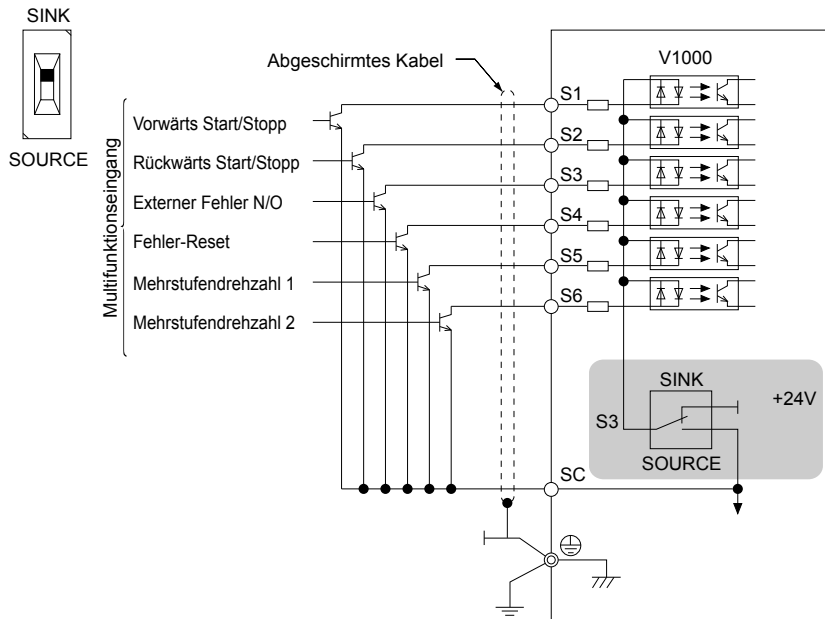 SINK
SOURCE
Abgeschirmtes Kabel
V1000
Multifunktionseingang
Vorwärts Start/Stopp
S1
Rückwärts Start/Stopp
S2
Externer Fehler N/O
S3
Fehler-Reset
S4
Mehrstufendrehzahl 1
S5
Mehrstufendrehzahl 2
S6
SINK
+24V
S3
SOURCE
SC